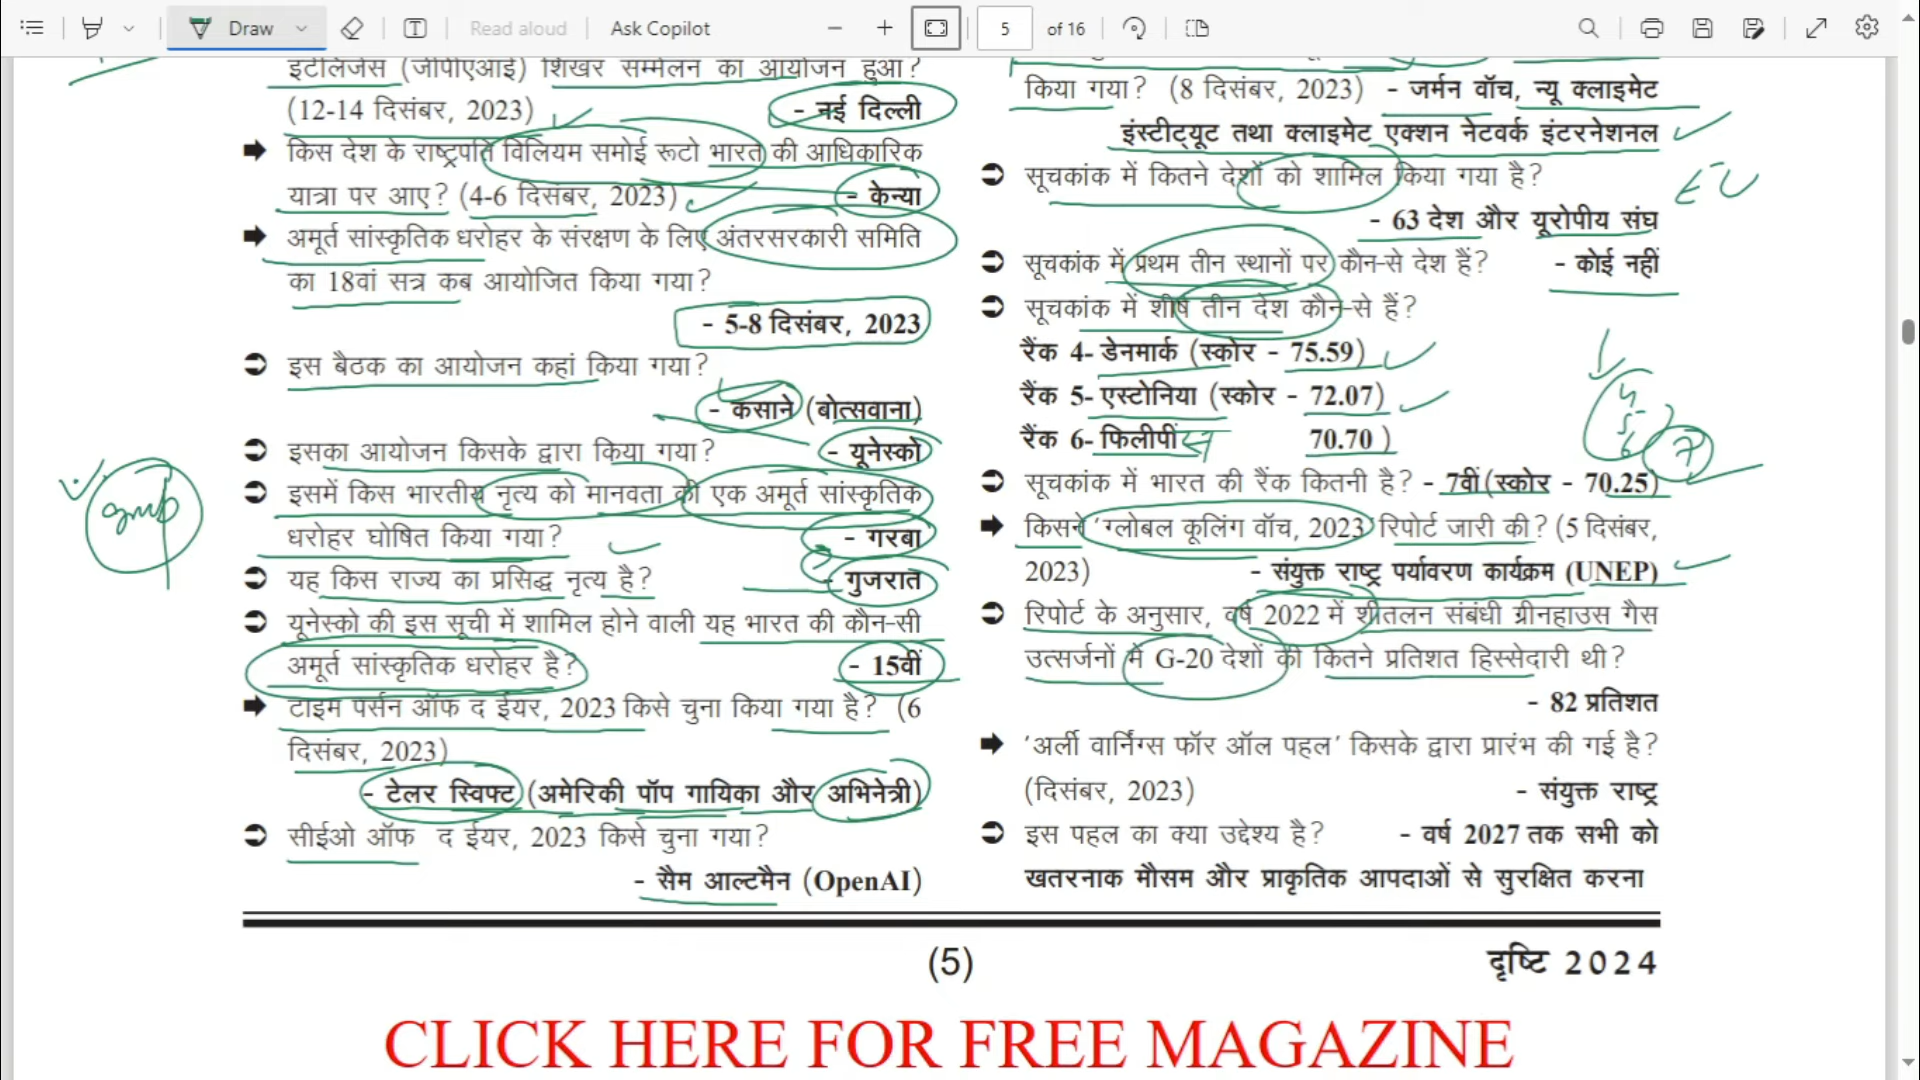 Draw
Read aloud
Ask Copilot
5
of 16
इंटेलिजेंस (जीपीएआई) शिखर सम्मेलन का आयोजन हुआ?
(12-14 दिसंबर, 2023) - नई दिल्ली
किस देश के राष्ट्रपति विलियम समोई रूटो भारत की आधिकारिक
यात्रा पर आए? (4-6 दिसंबर, 2023) - केन्या
अमूर्त सांस्कृतिक धरोहर के संरक्षण के लिए अंतरसरकारी समिति
का 18वां सत्र कब आयोजित किया गया?
- 5-8 दिसंबर, 2023
इस बैठक का आयोजन कहां किया गया?
- कसाने (बोत्सवाना)
इसका आयोजन किसके द्वारा किया गया? - यूनेस्को
इसमें किस भारतीय नृत्य को मानवता की एक अमूर्त सांस्कृतिक
धरोहर घोषित किया गया? - गरबा
यह किस राज्य का प्रसिद्ध नृत्य है? - गुजरात
यूनेस्को की इस सूची में शामिल होने वाली यह भारत की कौन-सी
अमूर्त सांस्कृतिक धरोहर है? - 15वीं
टाइम पर्सन ऑफ द ईयर, 2023 किसे चुना किया गया है? (6
दिसंबर, 2023)
- टेलर स्विफ्ट (अमेरिकी पॉप गायिका और अभिनेत्री)
सीईओ ऑफ द ईयर, 2023 किसे चुना गया?
- सैम आल्टमैन (OpenAI)
किया गया? (8 दिसंबर, 2023) - जर्मन वॉच, न्यू क्लाइमेट
इंस्टीट्यूट तथा क्लाइमेट एक्शन नेटवर्क इंटरनेशनल
सूचकांक में कितने देशों को शामिल किया गया है?
EU
- 63 देश और यूरोपीय संघ
सूचकांक में प्रथम तीन स्थानों पर कौन-से देश हैं? - कोई नहीं
सूचकांक में शीर्ष तीन देश कौन-से हैं?
रैंक 4- डेनमार्क (स्कोर - 75.59)
रैंक 5- एस्टोनिया (स्कोर - 72.07)
रैंक 6- फिलीपीं 70.70 )
4
5
6
7
सूचकांक में भारत की रैंक कितनी है? - 7वीं (स्कोर - 70.25)
किसने 'ग्लोबल कूलिंग वॉच, 2023' रिपोर्ट जारी की? (5 दिसंबर,
2023) - संयुक्त राष्ट्र पर्यावरण कार्यक्रम (UNEP)
रिपोर्ट के अनुसार, वर्ष 2022 में शीतलन संबंधी ग्रीनहाउस गैस
उत्सर्जनों में G-20 देशों की कितने प्रतिशत हिस्सेदारी थी?
- 82 प्रतिशत
'अर्ली वार्निंग्स फॉर ऑल पहल' किसके द्वारा प्रारंभ की गई है?
(दिसंबर, 2023) - संयुक्त राष्ट्र
इस पहल का क्या उद्देश्य है? - वर्ष 2027 तक सभी को
खतरनाक मौसम और प्राकृतिक आपदाओं से सुरक्षित करना
(5)
दृष्टि 2024
CLICK HERE FOR FREE MAGAZINE